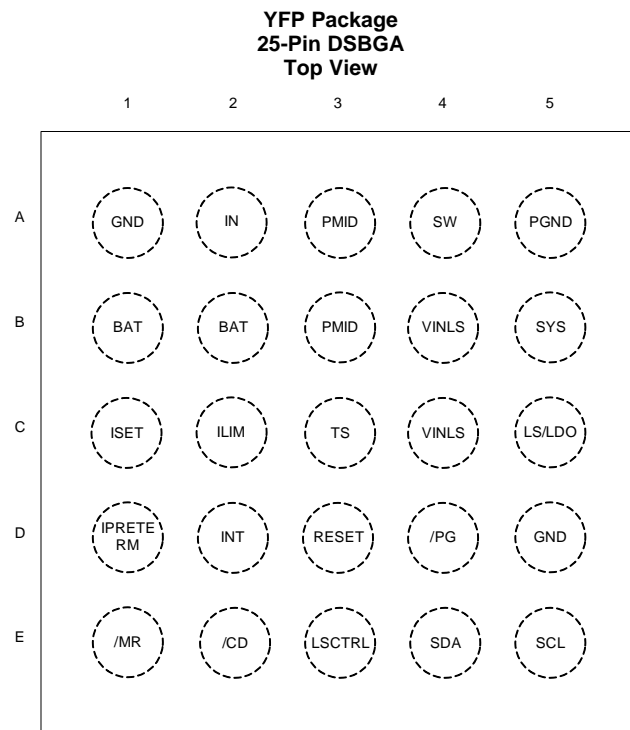 YFP Package
25-Pin DSBGA
Top View
1 2 3 4 5
A GND IN PMID SW PGND
B BAT BAT PMID VINLS SYS
C ISET ILIM TS VINLS LS/LDO
D IPRETE
RM INT RESET /PG GND
E /MR /CD LSCTRL SDA SCL